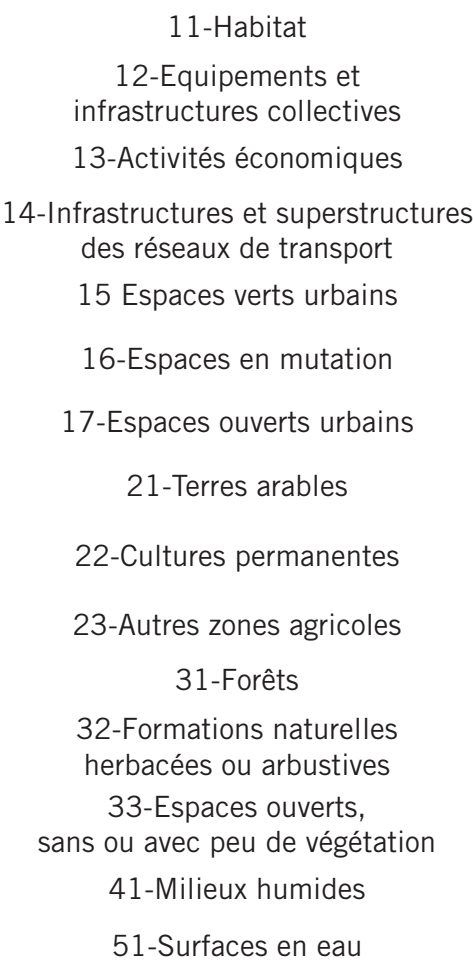 11-Habitat
12-Equipements et
infrastructures collectives
13-Activités économiques
14-Infrastructures et superstructures
des réseaux de transport
15 Espaces verts urbains
16-Espaces en mutation
17-Espaces ouverts urbains
21-Terres arables
22-Cultures permanentes
23-Autres zones agricoles
31-Forêts
32-Formations naturelles
herbacées ou arbustives
33-Espaces ouverts,
sans ou avec peu de végétation
41-Milieux humides
51-Surfaces en eau